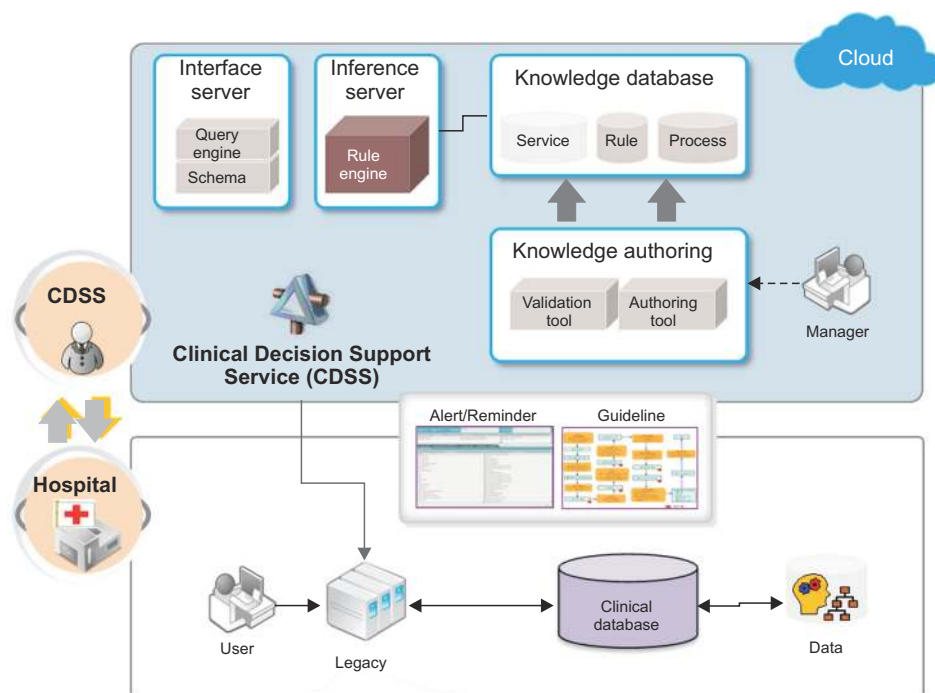 Cloud
Interface
server
Query
engine
Schema
Inference
server
Rule
engine
Knowledge database
Service
Rule
Process
Knowledge authoring
Validation
tool
Authoring
tool
Manager
CDSS
Clinical Decision Support
Service (CDSS)
Alert/Reminder
Guideline
Hospital
User
Legacy
Clinical
database
Data